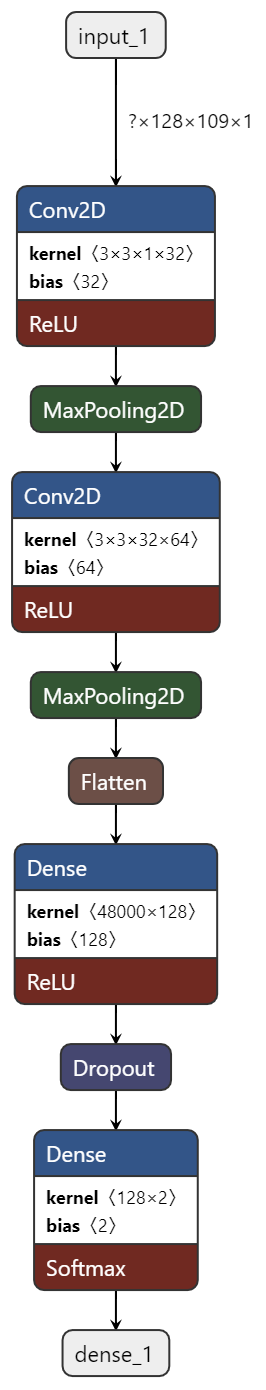 input_1
?×128×109×1
Conv2D
kernel〈3×3×1×32〉
bias〈32〉
ReLU
MaxPooling2D
Conv2D
kernel〈3×3×32×64〉
bias〈64〉
ReLU
MaxPooling2D
Flatten
Dense
kernel〈48000×128〉
bias〈128〉
ReLU
Dropout
Dense
kernel〈128×2〉
bias〈2〉
Softmax
dense_1